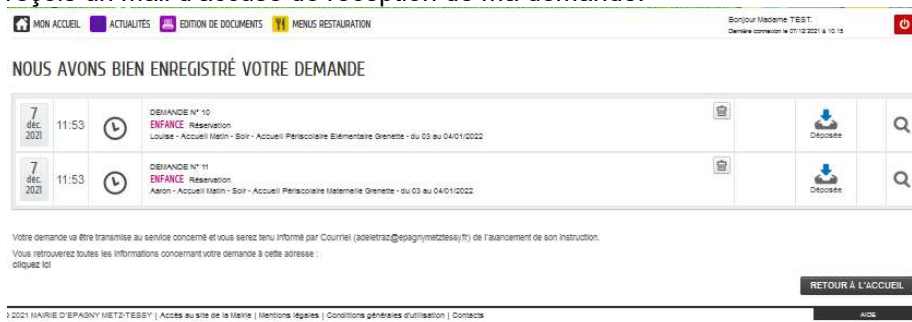 reçois un mail d'accusé de réception de ma demande.
MON ACCUEIL ACTUALITÉS EDITION DE DOCUMENTS MENUS RESTAURATION
Bonjour Madame TEST.
Dernière connexion le 07/12/2021 à 10:15
NOUS AVONS BIEN ENREGISTRÉ VOTRE DEMANDE
7
déc.
2021
11:53
DEMANDE N° 10
ENFANCE Réservation
Louise - Accueil Matin - Soir - Accueil Périscolaire Elémentaire Grenette - du 03 au 04/01/2022
Déposée
7
déc.
2021
11:53
DEMANDE N° 11
ENFANCE Réservation
Aaron - Accueil Matin - Soir - Accueil Périscolaire Maternelle Grenette - du 03 au 04/01/2022
Déposée
Votre demande va être transmise au service concerné et vous serez tenu informé par Courriel (adeletraz@epagnymetztessy.fr) de l'avancement de son instruction.
Vous retrouverez toutes les informations concernant votre demande à cette adresse :
cliquez ici
RETOUR À L'ACCUEIL
2021 MAIRIE D'EPAGNY METZ-TESSY | Accès au site de la Mairie | Mentions légales | Conditions générales d'utilisation | Contacts
AIDE